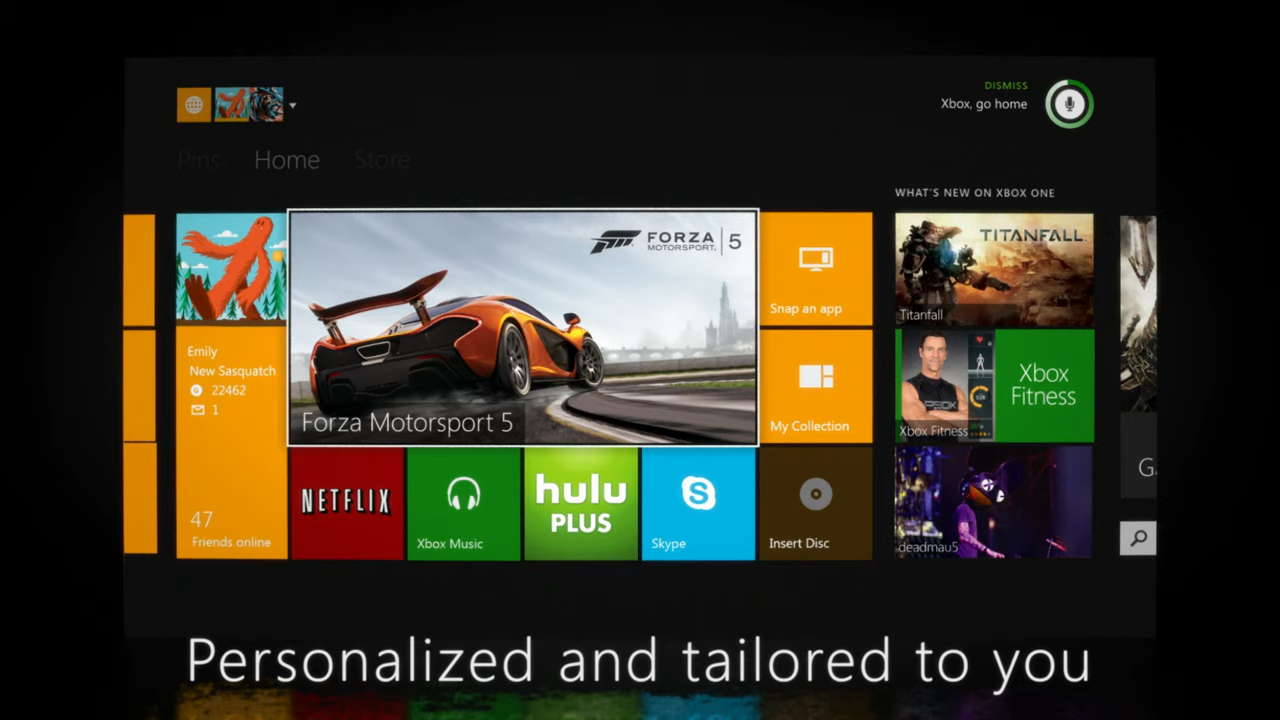 DISMISS
Xbox, go home
Pins
Home
Store
WHAT'S NEW ON XBOX ONE
FORZA
MOTORSPORT.
5
Forza Motorsport 5
Snap an app
TITANFALL
Titanfall
Emily
New Sasquatch
G 22462
1
47
Friends online
My Collection
Xbox
Fitness
Xbox Fitness
NETFLIX
Xbox Music
hulu
PLUS
S
Skype
Insert Disc
deadmau5
Personalized and tailored to you